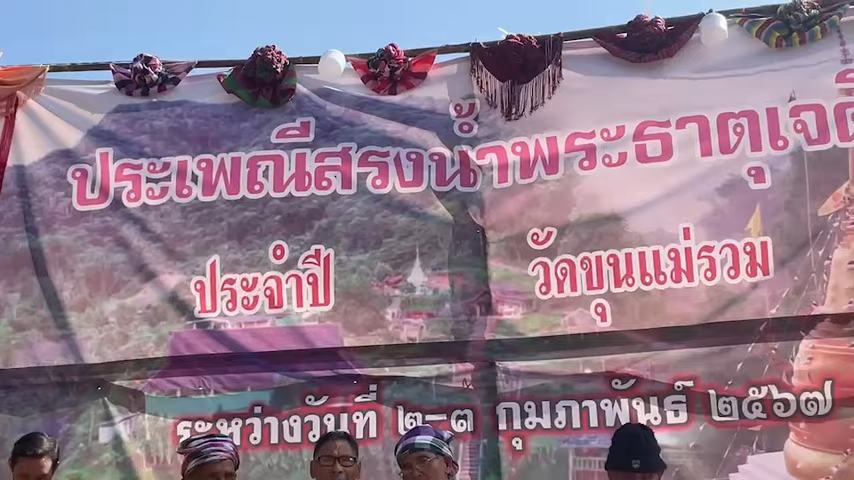 ประเพณีสรงน้ำพระธาตุเจดีย์
ประจำปี วัดขุนแม่รวม
ระหว่างวันที่ ๒-๓ กุมภาพันธ์ ๒๕๖๗